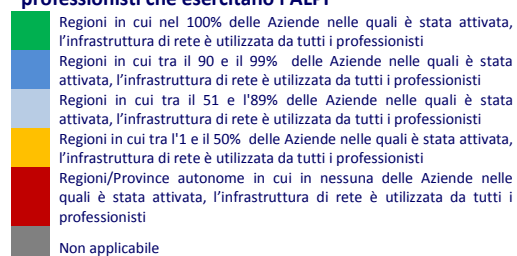 professionisti che esercitano l'ALPI
Regioni in cui nel 100% delle Aziende nelle quali è stata attivata,
l'infrastruttura di rete è utilizzata da tutti i professionisti
Regioni in cui tra il 90 e il 99% delle Aziende nelle quali è stata
attivata, l'infrastruttura di rete è utilizzata da tutti i professionisti
Regioni in cui tra il 51 e l'89% delle Aziende nelle quali è stata
attivata, l'infrastruttura di rete è utilizzata da tutti i professionisti
Regioni in cui tra l'1 e il 50% delle Aziende nelle quali è stata attivata,
l'infrastruttura di rete è utilizzata da tutti i professionisti
Regioni/Province autonome in cui in nessuna delle Aziende nelle
quali è stata attivata, l'infrastruttura di rete è utilizzata da tutti i
professionisti
Non applicabile